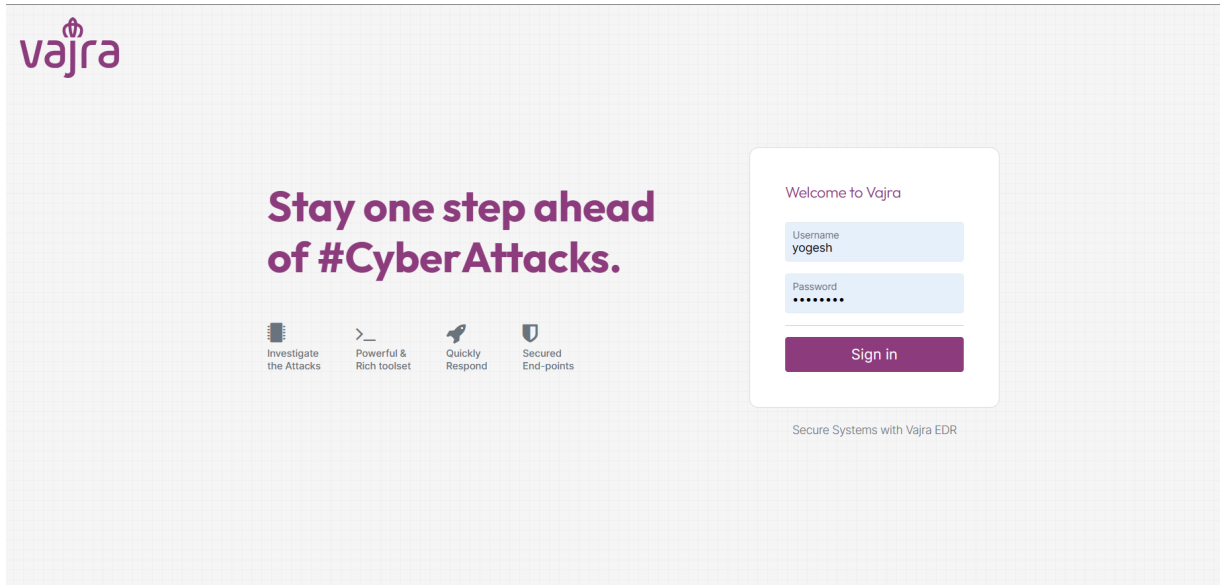 vajra
Stay one step ahead
of #CyberAttacks.
Investigate
the Attacks
Powerful &
Rich toolset
Quickly
Respond
Secured
End-points
Welcome to Vajra
Username
yogesh
Password
••••••••
Sign in
Secure Systems with Vajra EDR